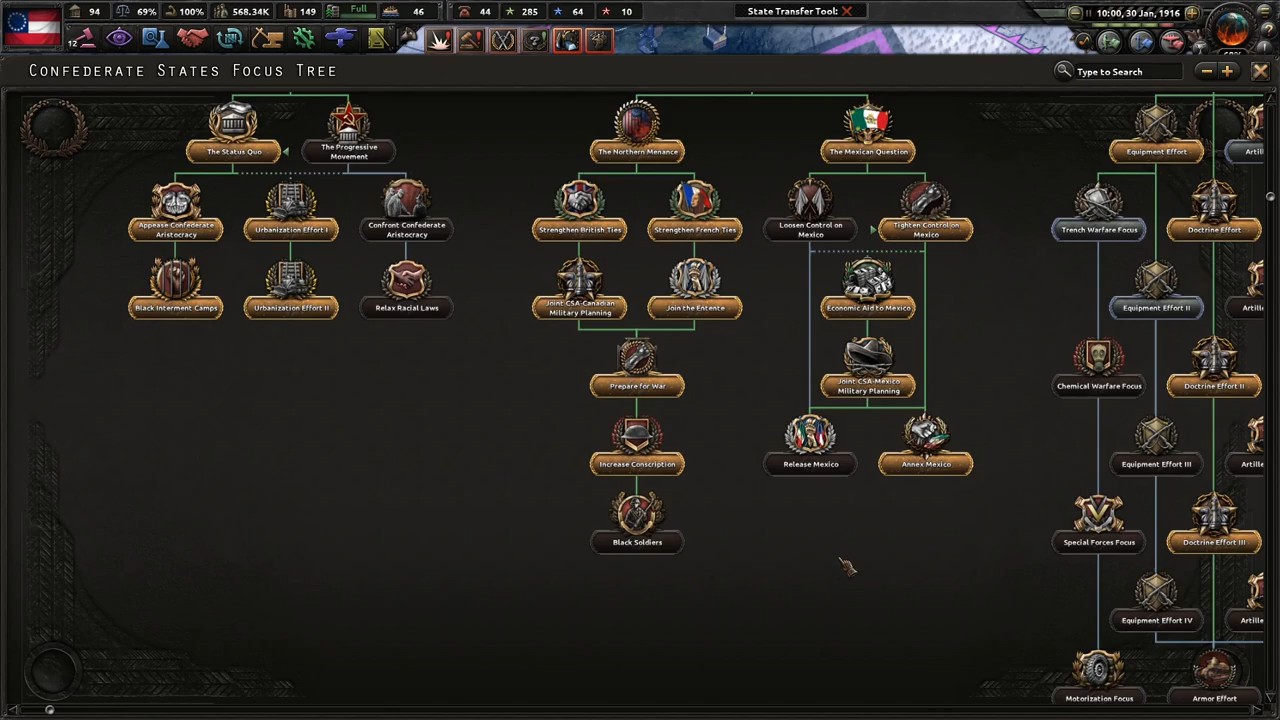 94
69%
100%
568.34K
149
Full
46
44
285
64
10
State Transfer Tool:
10:00, 30 Jan, 1916
12
Confederate States Focus Tree
Type to Search
The Status Quo
The Progressive
Movement
The Northern Menance
The Mexican Question
Equipment Effort
Artil
Appease Confederate
Aristocracy
Urbanization Effort I
Confront Confederate
Aristocracy
Strengthen British Ties
Strengthen French Ties
Loosen Control on
Mexico
Tighten Control on
Mexico
Trench Warfare Focus
Doctrine Effort
Black Interment Camps
Urbanization Effort II
Relax Racial Laws
Joint CSA-Canadian
Military Planning
Join the Entente
Economic Aid to Mexico
Equipment Effort II
Artille
Prepare for War
Joint CSA-Mexico
Military Planning
Chemical Warfare Focus
Doctrine Effort II
Increase Conscription
Release Mexico
Annex Mexico
Equipment Effort III
Artille
Black Soldiers
Special Forces Focus
Doctrine Effort III
Equipment Effort IV
Artille
Motorization Focus
Armor Effort